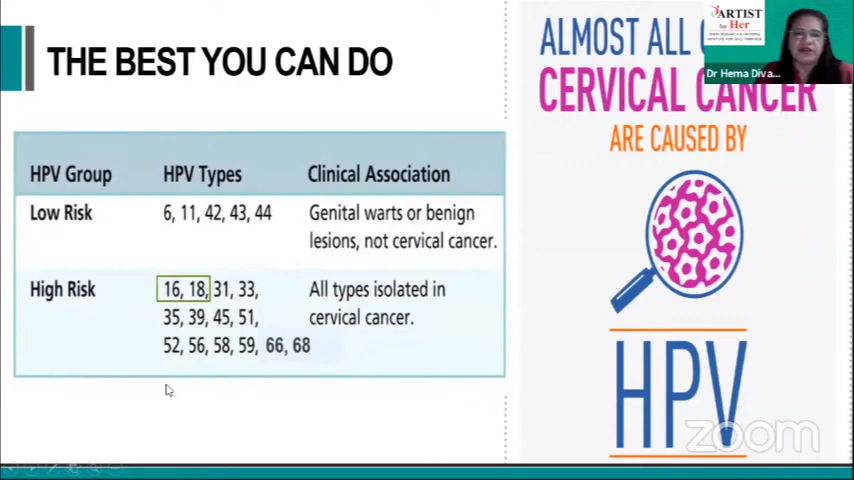 THE BEST YOU CAN DO
HPV Group HPV Types Clinical Association
Low Risk 6, 11, 42, 43, 44 Genital warts or benign
lesions, not cervical cancer.
High Risk 16, 18, 31, 33, All types isolated in
35, 39, 45, 51, cervical cancer.
52, 56, 58, 59, 66, 68
ALMOST ALL
CERVICAL CANCER
ARE CAUSED BY
HPV
zoom
ARTIST
for Her
Dr Hema Diva...